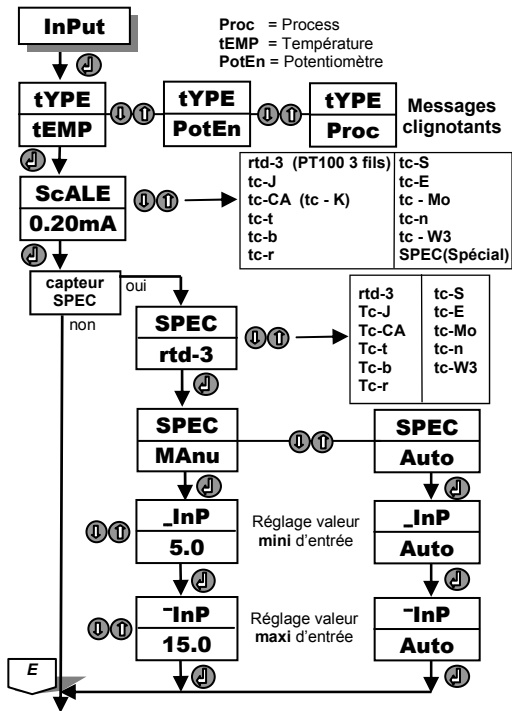 InPut
Proc = Process
tEMP = Température
PotEn = Potentiomètre
tYPE
tEMP
tYPE
PotEn
tYPE
Proc
Messages
clignotants
ScALE
0.20mA
rtd-3 (PT100 3 fils)
tc-J
tc-CA (tc - K)
tc-t
tc-b
tc-r
tc-S
tc-E
tc - Mo
tc-n
tc - W3
SPEC(Spécial)
capteur
SPEC
oui
non
SPEC
rtd-3
rtd-3
Tc-J
Tc-CA
Tc-t
Tc-b
Tc-r
tc-S
tc-E
tc-Mo
tc-n
tc-W3
SPEC
MAnu
SPEC
Auto
_InP
5.0
Réglage valeur
mini d'entrée
_InP
Auto
¯InP
15.0
Réglage valeur
maxi d'entrée
¯InP
Auto
E